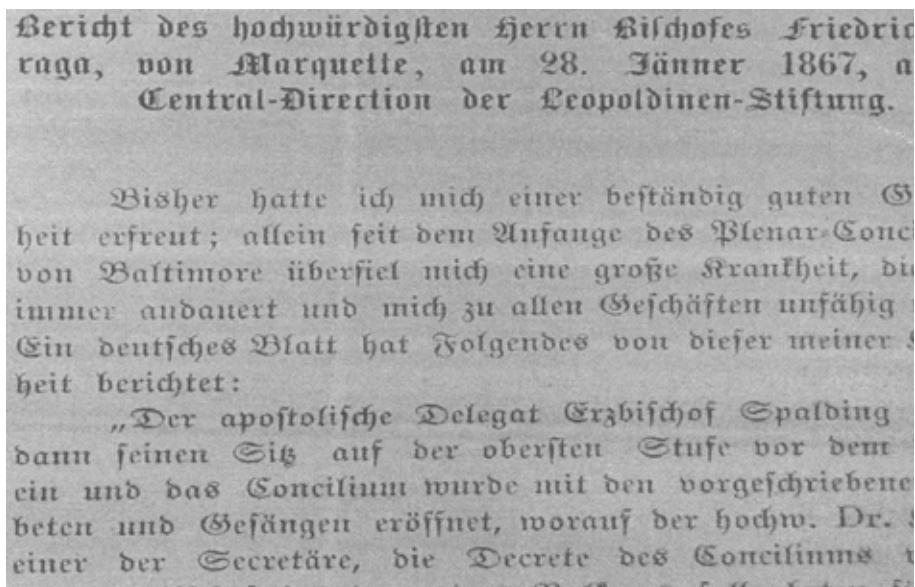 Bericht des hochwürdigsten Herrn Bischofes Friedric
raga, von Marquette, am 28. Jänner 1867, a
Central-Direction der Leopoldinen-Stiftung.
Bisher hatte ich mich einer beständig guten G
heit erfreut; allein seit dem Anfange des Plenar-Conci
von Baltimore überfiel mich eine große Krankheit, die
immer andauert und mich zu allen Geschäften unfähig
Ein deutsches Blatt hat Folgendes von dieser meiner
heit berichtet:
„Der apostolische Delegat Erzbischof Spalding
dann seinen Sitz auf der obersten Stufe vor dem
ein und das Concilium wurde mit den vorgeschriebene
beten und Gesängen eröffnet, worauf der hochw. Dr.
einer der Secretäre, die Decrete des Conciliums